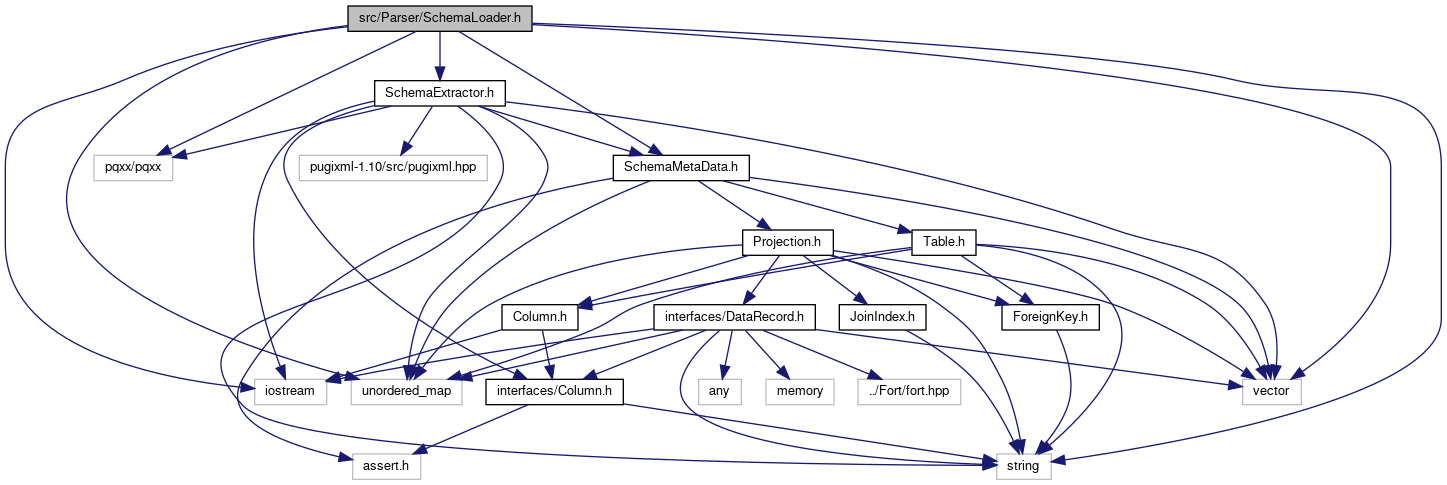 src/Parser/SchemaLoader.h
SchemaExtractor.h
pqxx/pqxx
pugixml-1.10/src/pugixml.hpp
SchemaMetaData.h
Projection.h
Table.h
Column.h
interfaces/DataRecord.h
JoinIndex.h
ForeignKey.h
iostream
unordered_map
interfaces/Column.h
any
memory
../Fort/fort.hpp
vector
assert.h
string